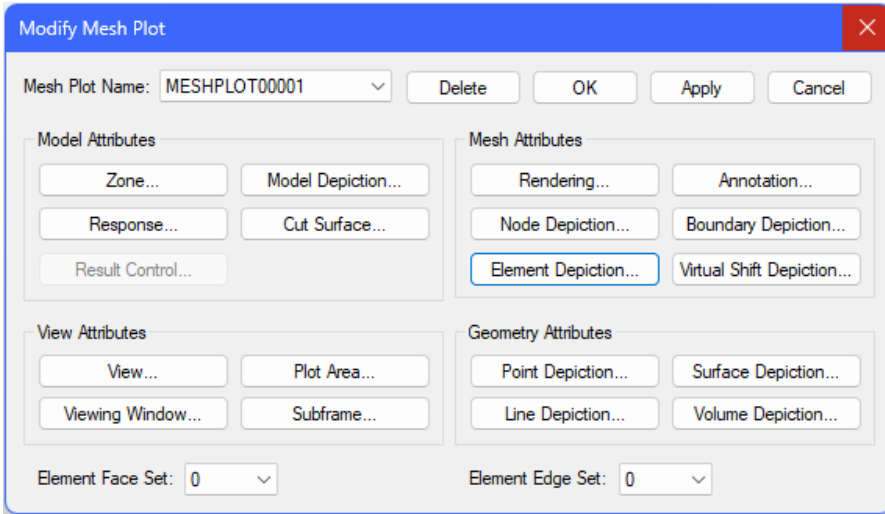 Modify Mesh Plot
Mesh Plot Name: MESHPLOT00001 Delete OK Apply Cancel
Model Attributes
Zone... Model Depiction...
Response... Cut Surface...
Result Control...
Mesh Attributes
Rendering... Annotation...
Node Depiction... Boundary Depiction...
Element Depiction... Virtual Shift Depiction...
View Attributes
View... Plot Area...
Viewing Window... Subframe...
Geometry Attributes
Point Depiction... Surface Depiction...
Line Depiction... Volume Depiction...
Element Face Set: 0 Element Edge Set: 0